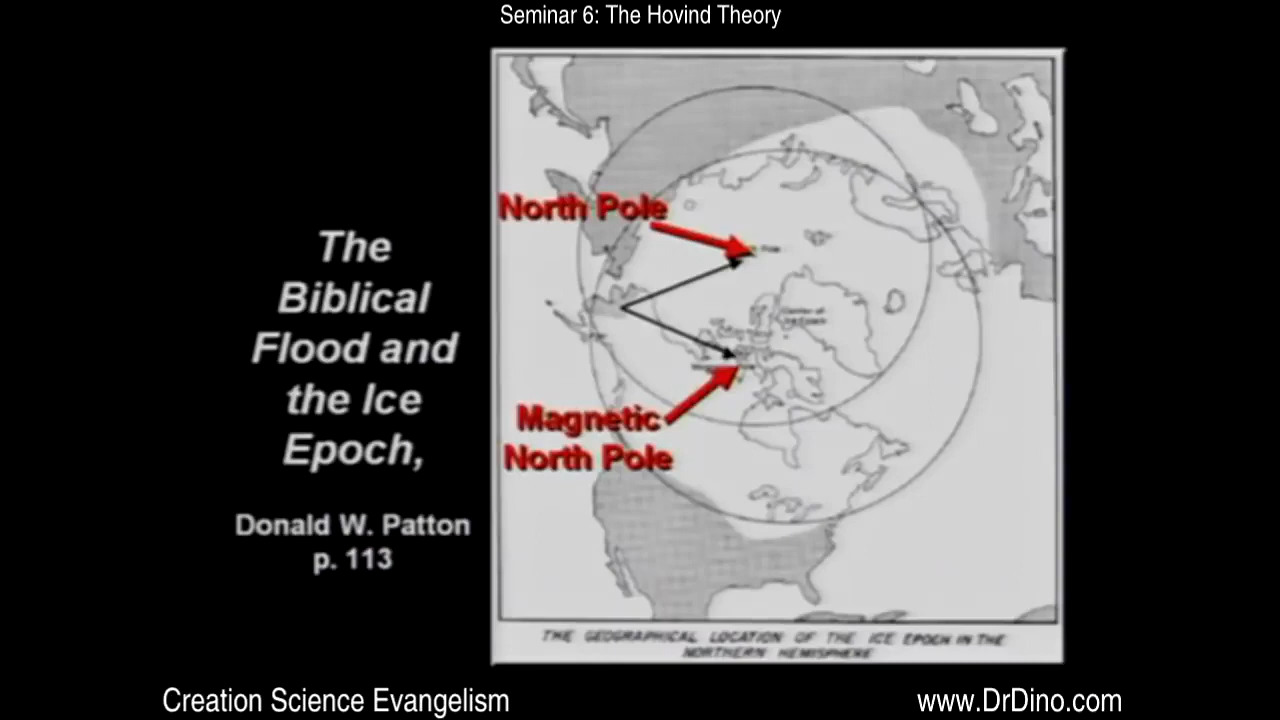 Seminar 6: The Hovind Theory
The
Biblical
Flood and
the Ice
Epoch,
Donald W. Patton
p. 113
North Pole
Pole
Magnetic
North Pole
THE GEOGRAPHICAL LOCATION OF THE ICE EPOCH IN THE
NORTHERN HEMISPHERE
Creation Science Evangelism
www.DrDino.com